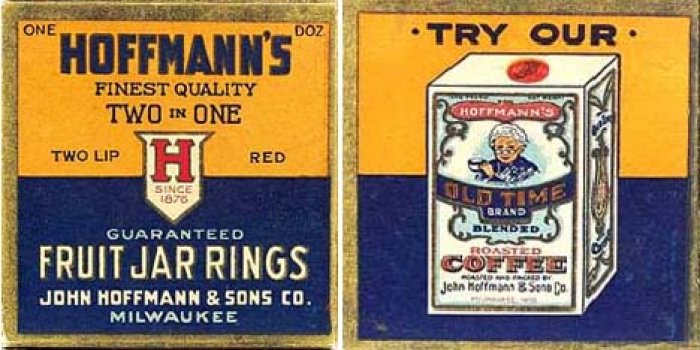 ONE DOZ.
HOFFMANN'S
FINEST QUALITY
TWO IN ONE
TWO LIP H RED
SINCE
1876
GUARANTEED
FRUIT JAR RINGS
JOHN HOFFMANN & SONS CO.
MILWAUKEE
· TRY OUR ·
HOFFMANN'S
OLD TIME
BRAND
BLENDED
ROASTED
COFFEE
ROASTED AND PACKED BY
John Hoffmann & Sons Co.
MILWAUKEE, WIS.